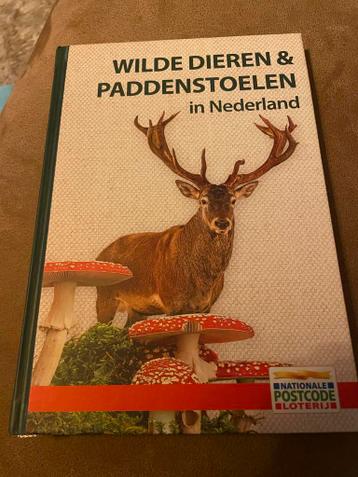 WILDE DIEREN &
PADDENSTOELEN
in Nederland
NATIONALE
POSTCODE
LOTERIJ